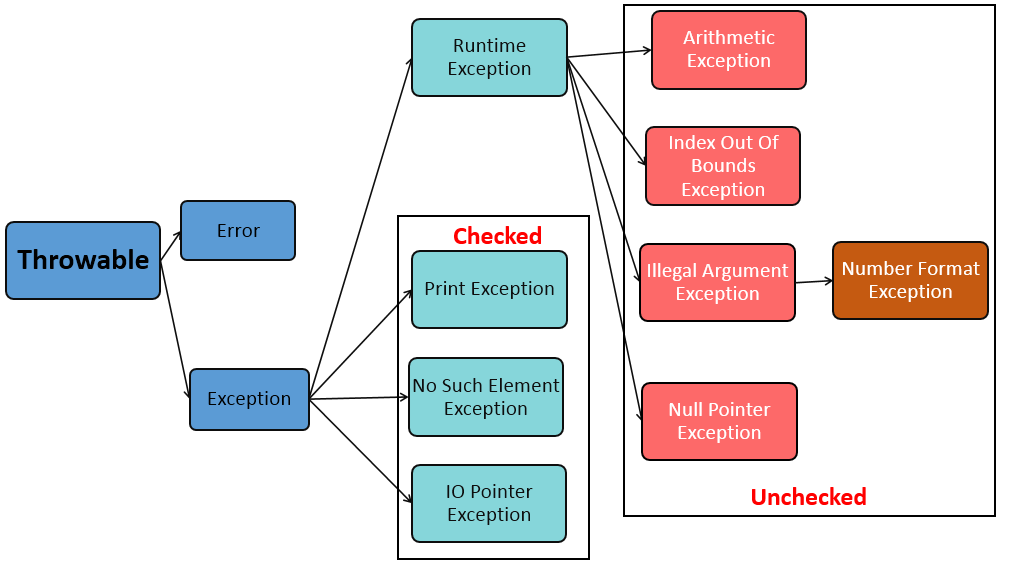 Throwable
Error
Exception
Runtime
Exception
Checked
Print Exception
No Such Element
Exception
IO Pointer
Exception
Arithmetic
Exception
Index Out Of
Bounds
Exception
Illegal Argument
Exception
Number Format
Exception
Null Pointer
Exception
Unchecked